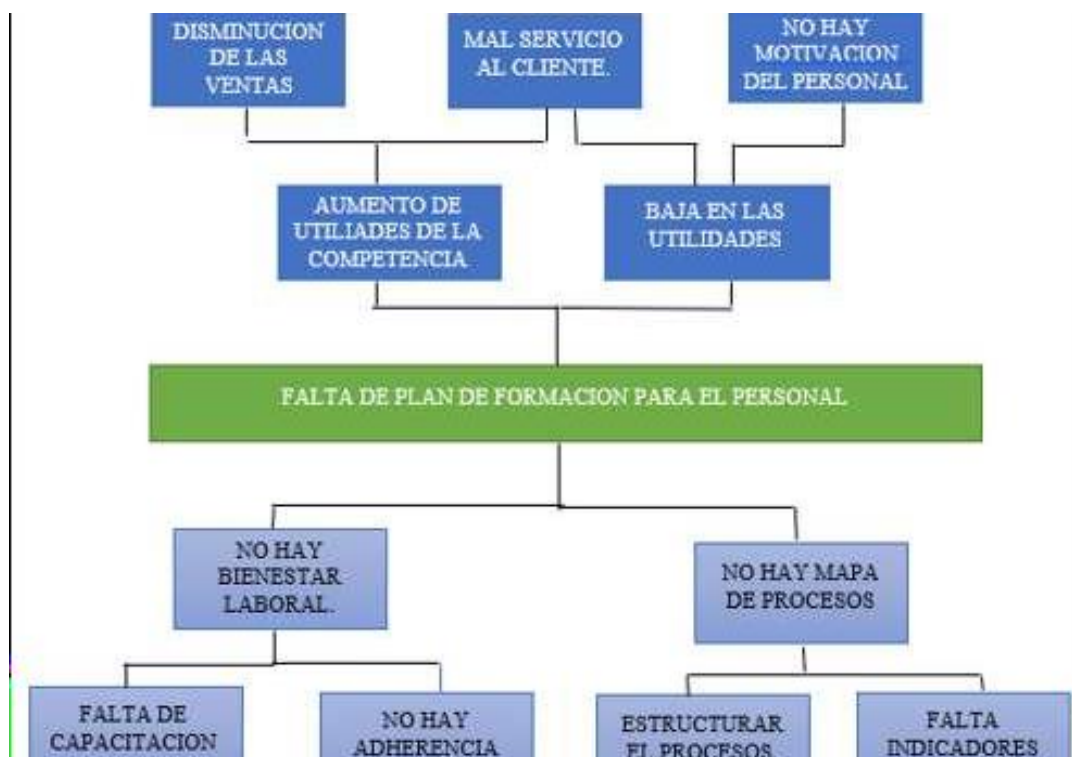 DISMINUCION
DE LAS
VENTAS
MAL SERVICIO
AL CLIENTE.
NO HAY
MOTIVACION
DEL PERSONAL
AUMENTO DE
UTILIADES DE LA
COMPETENCIA
BAJA EN LAS
UTILIDADES
FALTA DE PLAN DE FORMACION PARA EL PERSONAL
NO HAY
BIENESTAR
LABORAL.
NO HAY MAPA
DE PROCESOS
FALTA DE
CAPACITACION
NO HAY
ADHERENCIA
ESTRUCTURAR
EL PROCESOS
FALTA
INDICADORES